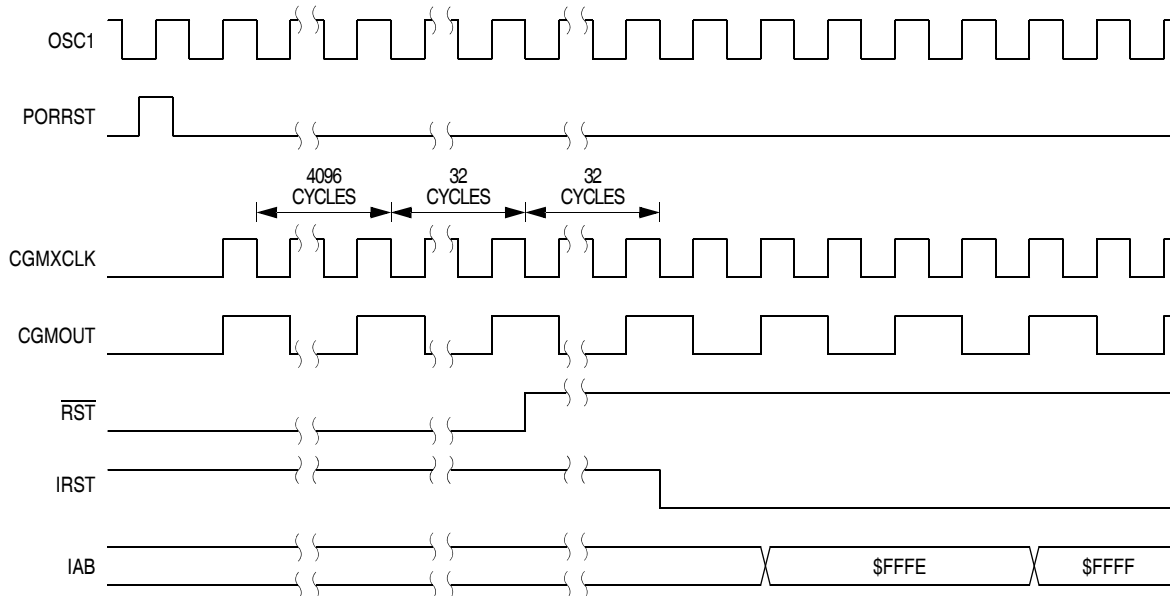 OSC1
PORRST
4096
CYCLES
32
CYCLES
32
CYCLES
CGMXCLK
CGMOUT
RST
IRST
IAB
$FFFE
$FFFF